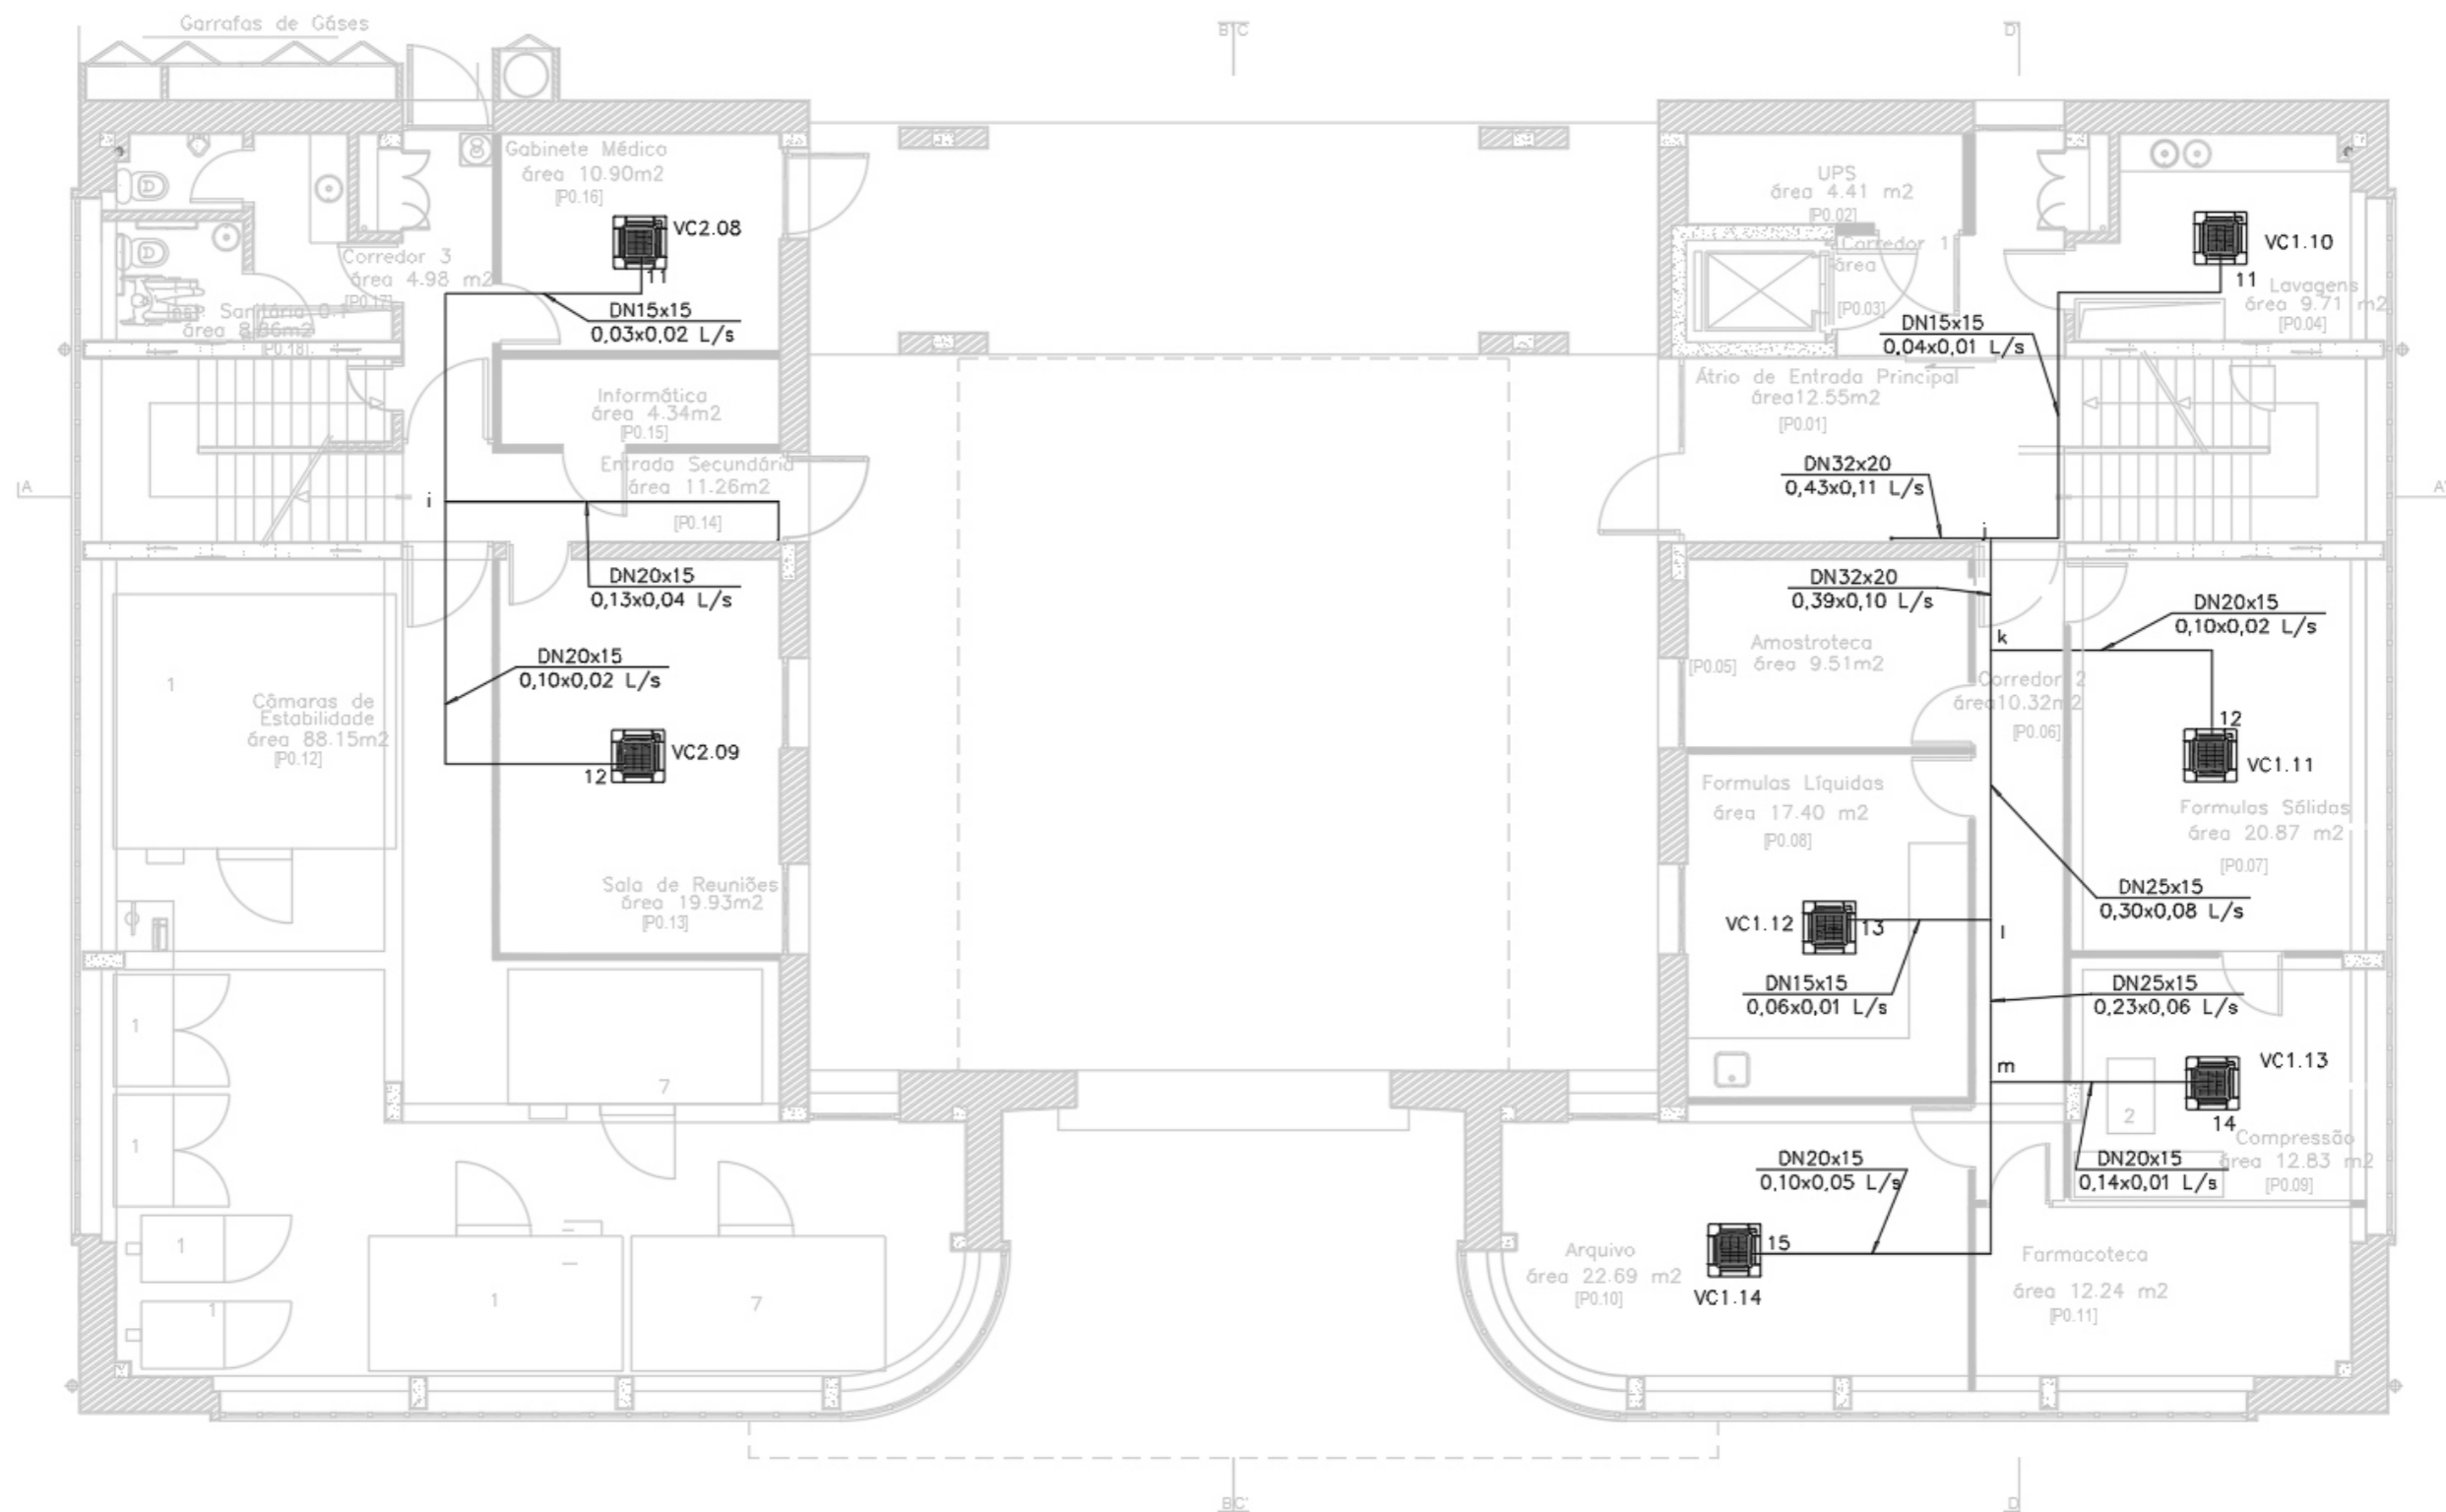 Garrafas de Gáses
B C
D'
Gabinete Médico
área 10.90m2
[P0.16]
VC2.08
11
Corredor 3
área 4.98 m2
[P0.17]
área 8.86m2
[P0.18]
DN15x15
0,03x0,02 L/s
Informática
área 4.34m2
[P0.15]
Entrada Secundária
área 11.26m2
[P0.14]
A
i
DN20x15
0,13x0,04 L/s
DN20x15
0,10x0,02 L/s
1
Câmaras de
Estabilidade
área 88.15m2
[P0.12]
VC2.09
12
Sala de Reuniões
área 19.93m2
[P0.13]
1
7
1
1
1
1
7
UPS
área 4.41 m2
[P0.02]
Corredor 1
área
[P0.03]
VC1.10
11
Lavagens
área 9.71 m2
[P0.04]
DN15x15
0,04x0,01 L/s
Átrio de Entrada Principal
área12.55m2
[P0.01]
DN32x20
0,43x0,11 L/s
A'
j
DN32x20
0,39x0,10 L/s
DN20x15
0,10x0,02 L/s
k
Amostroteca
[P0.05] área 9.51m2
Corredor 2
área10.32m2
[P0.06]
12
VC1.11
Formulas Líquidas
área 17.40 m2
[P0.08]
Formulas Sólidas
área 20.87 m2
[P0.07]
DN25x15
0,30x0,08 L/s
VC1.12
13
l
DN15x15
0,06x0,01 L/s
DN25x15
0,23x0,06 L/s
m
VC1.13
2
14
Compressão
área 12.83 m2
[P0.09]
DN20x15
0,10x0,05 L/s
DN20x15
0,14x0,01 L/s
15
Arquivo
área 22.69 m2
[P0.10]
VC1.14
Farmacoteca
área 12.24 m2
[P0.11]
B C'
D